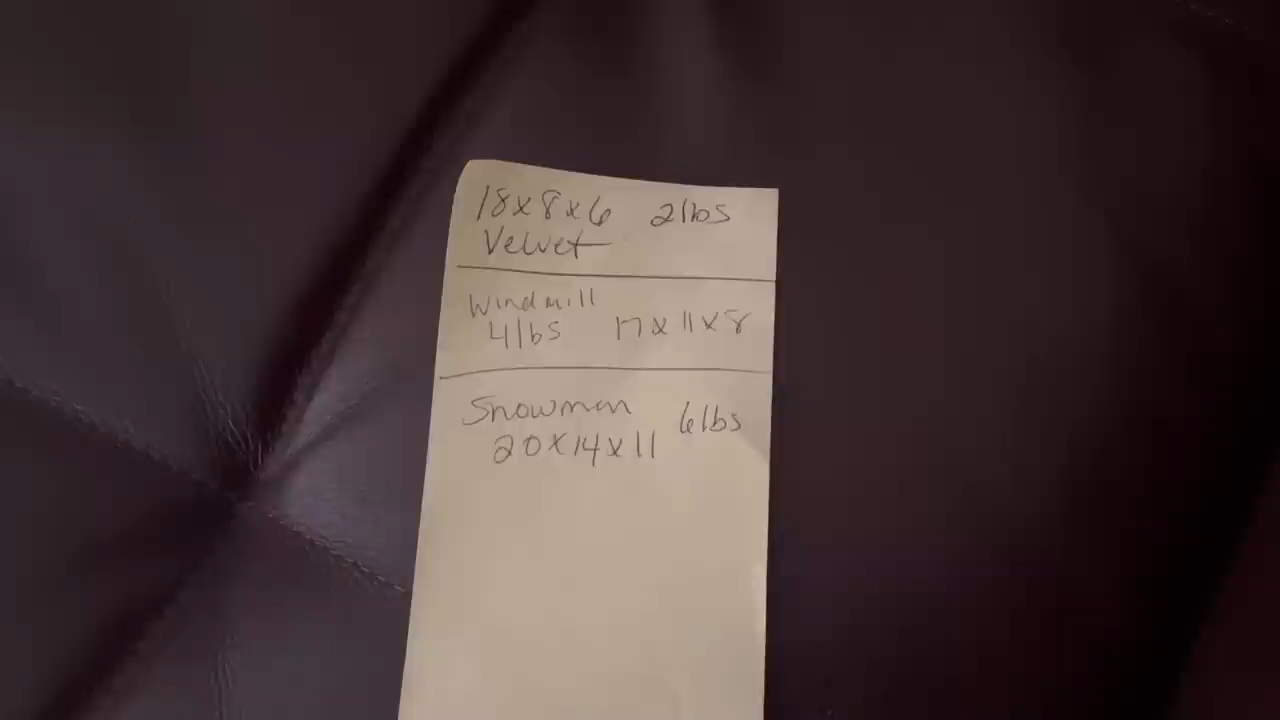 18x8x6 2lbs
Velvet
Windmill
4lbs 17x11x8
Snowman 6lbs
20x14x11